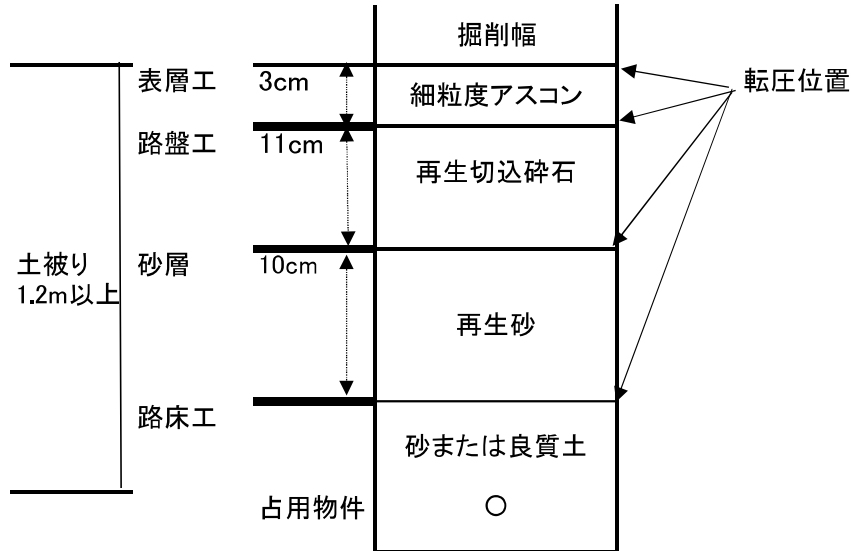 掘削幅
表層工
3cm
細粒度アスコン
転圧位置
路盤工
11cm
再生切込砕石
土被り
1.2m以上
砂層
10cm
再生砂
路床工
砂または良質土
占用物件